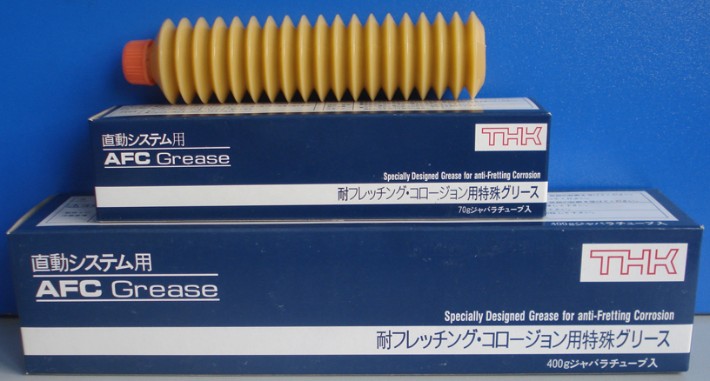 直動システム用
AFC Grease
THK
Specially Designed Grease for anti-Fretting Corrosion
耐フレッチング・コロージョン用特殊グリース
70gジャバラチューブ入
直動システム用
AFC Grease
THK
Specially Designed Grease for anti-Fretting Corrosion
耐フレッチング・コロージョン用特殊グリース
400gジャバラチューブ入